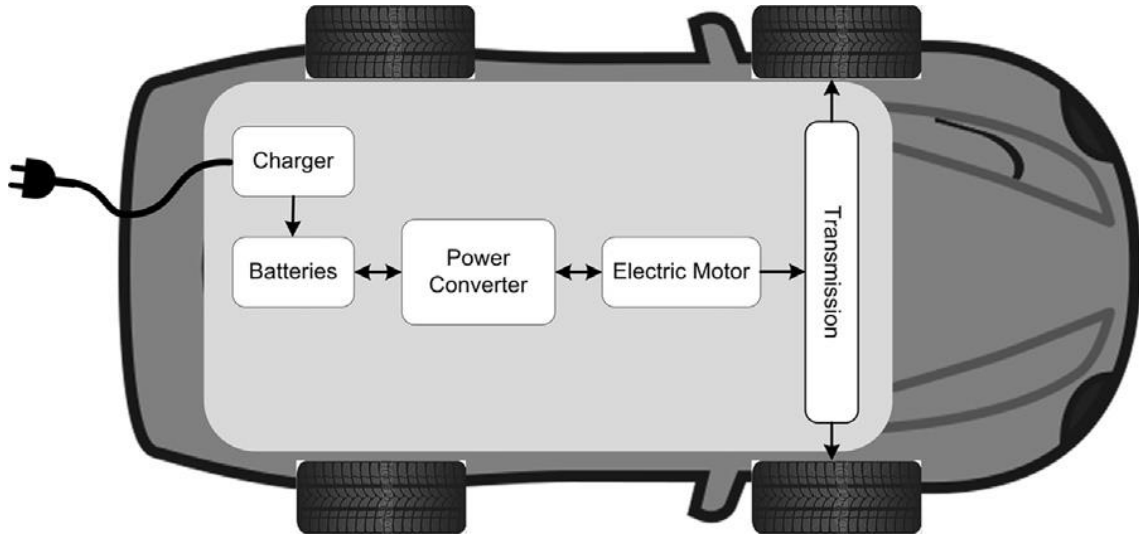 Charger
Batteries
Power
Converter
Electric Motor
Transmission